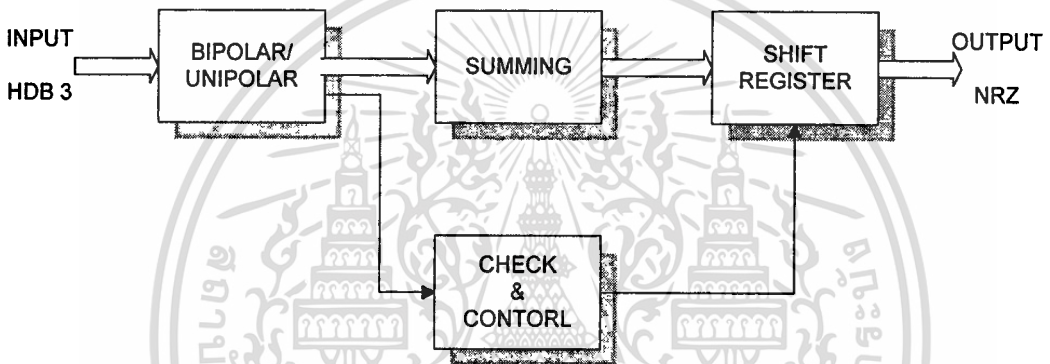 INPUT
HDB 3
BIPOLAR/
UNIPOLAR
SUMMING
SHIFT
REGISTER
OUTPUT
NRZ
CHECK
&
CONTORL